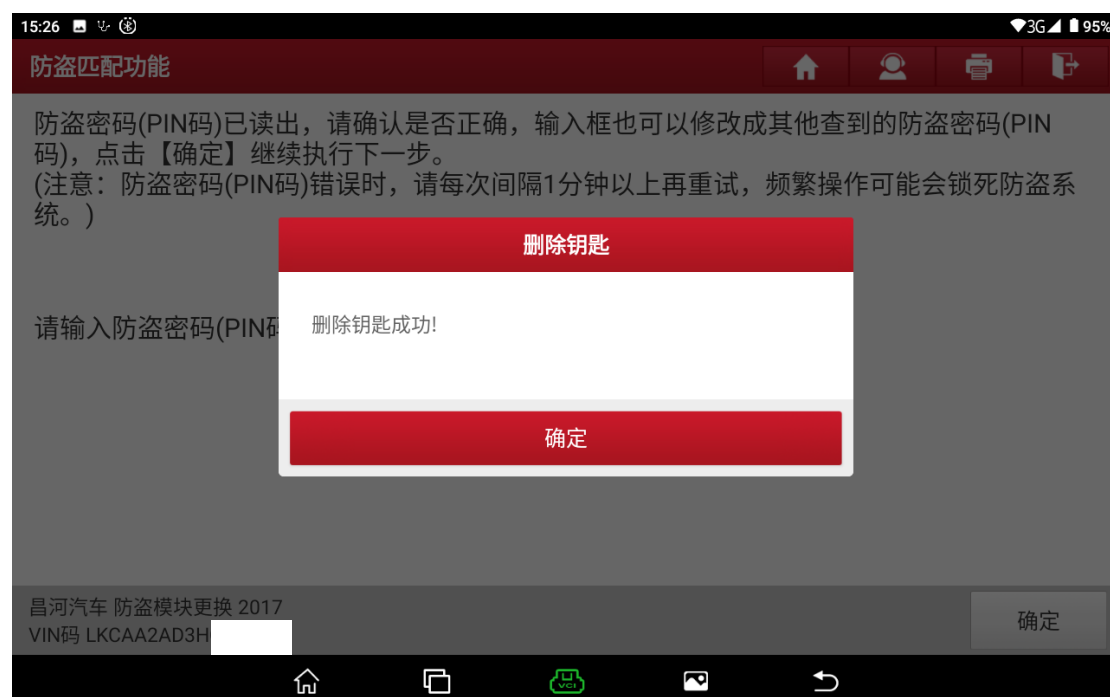 15:26
3G
95%
防盗匹配功能
防盗密码(PIN码)已读出，请确认是否正确，输入框也可以修改成其他查到的防盗密码(PIN
码)，点击【确定】继续执行下一步。
(注意：防盗密码(PIN码)错误时，请每次间隔1分钟以上再重试，频繁操作可能会锁死防盗系
统。)
删除钥匙
请输入防盗密码(PIN码
删除钥匙成功!
确定
昌河汽车 防盗模块更换 2017
VIN码 LKCAA2AD3H
确定
VCI